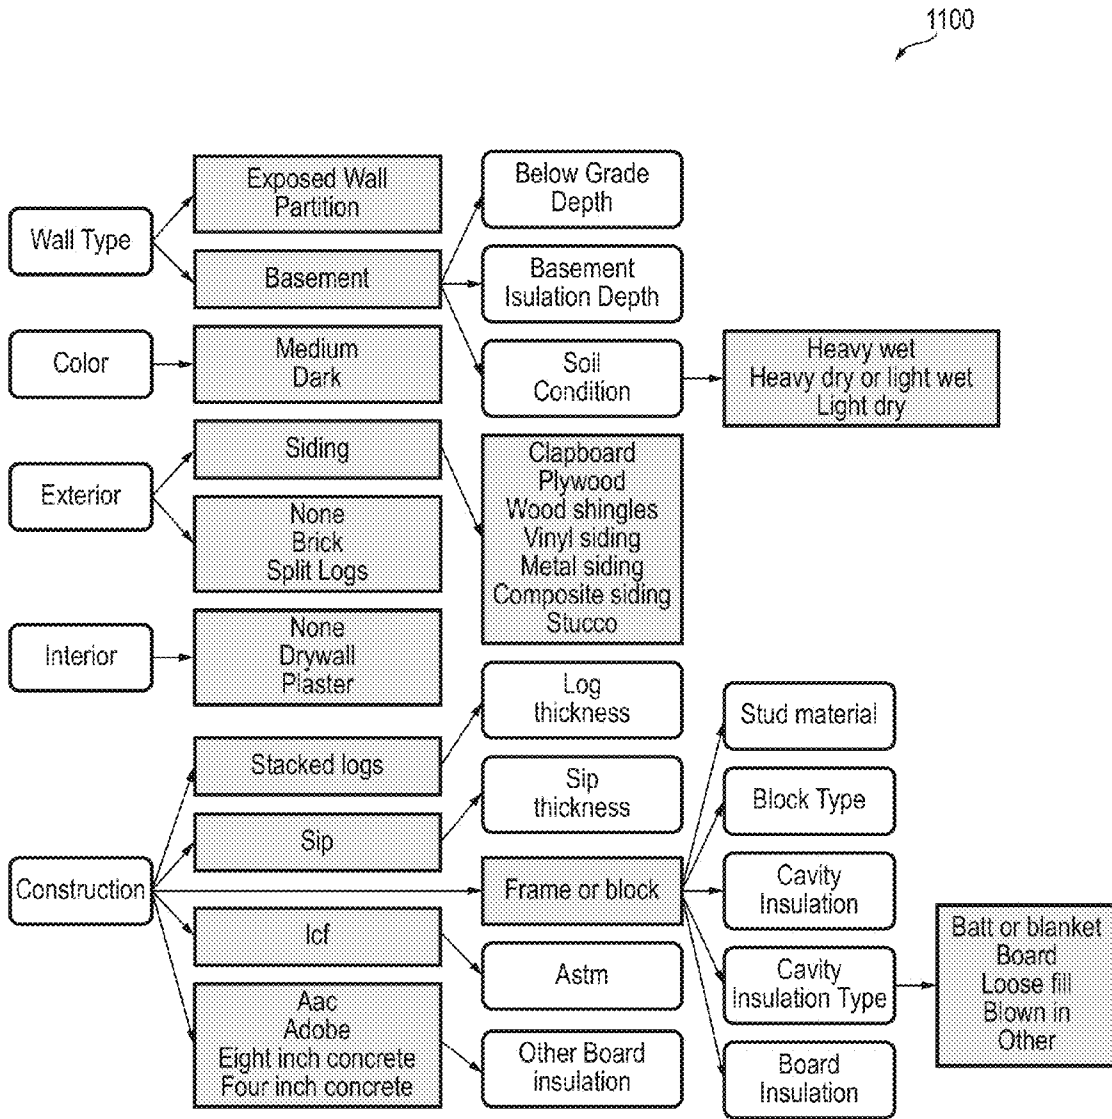 1100
Wall Type
Exposed Wall
Partition
Basement
Below Grade
Depth
Basement
Isulation Depth
Soil
Condition
Heavy wet
Heavy dry or light wet
Light dry
Color
Medium
Dark
Exterior
Siding
None
Brick
Split Logs
Clapboard
Plywood
Wood shingles
Vinyl siding
Metal siding
Composite siding
Stucco
Interior
None
Drywall
Plaster
Construction
Stacked logs
Log
thickness
Sip
Sip
thickness
Frame or block
Stud material
Block Type
Cavity
Insulation
Cavity
Insulation Type
Batt or blanket
Board
Loose fill
Blown in
Other
Board
Insulation
Icf
Astm
Aac
Adobe
Eight inch concrete
Four inch concrete
Other Board
insulation